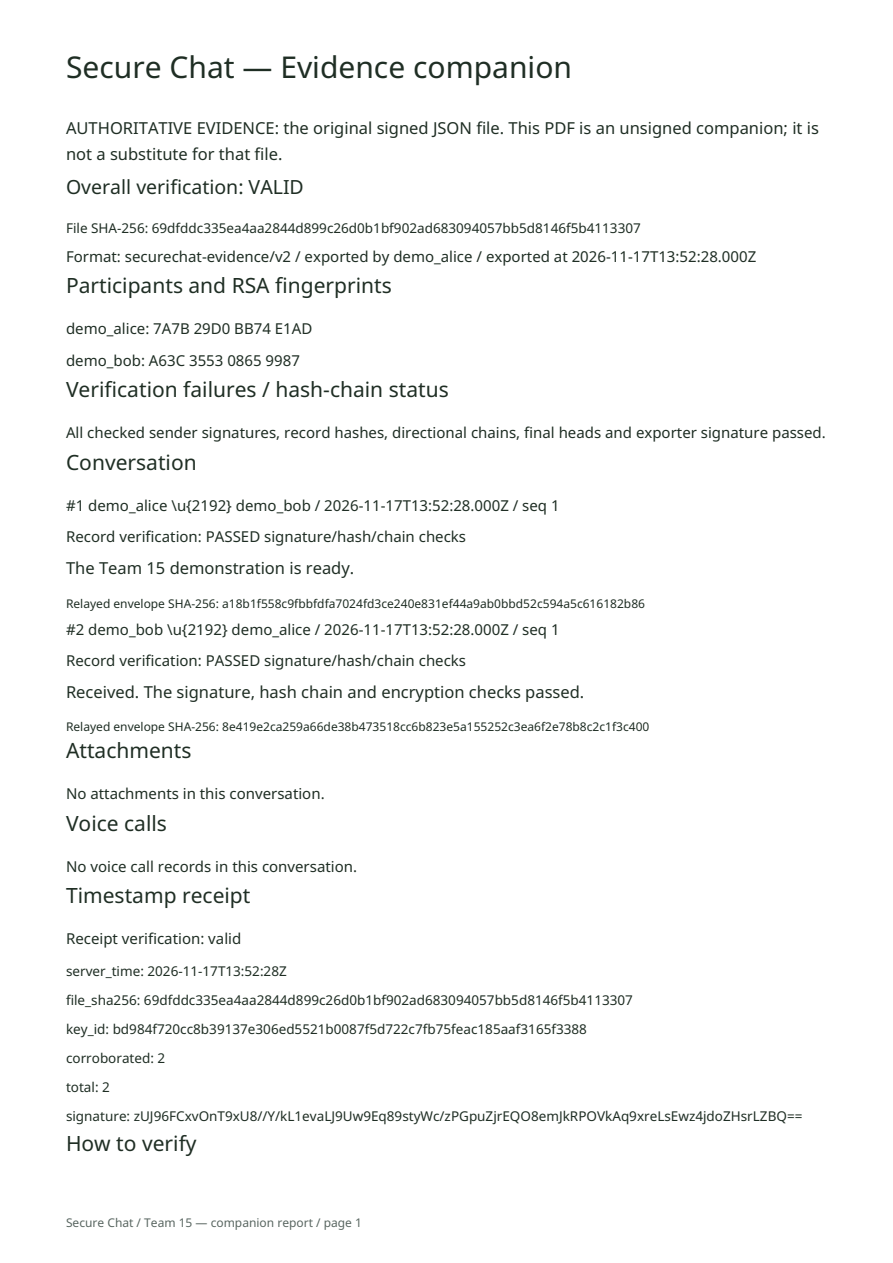 Secure Chat — Evidence companion
AUTHORITATIVE EVIDENCE: the original signed JSON file. This PDF is an unsigned companion; it is
not a substitute for that file.
Overall verification: VALID
File SHA-256: 69dfddc335ea4aa2844d899c26d0b1bf902ad683094057bb5d8146f5b4113307
Format: securechat-evidence/v2 / exported by demo_alice / exported at 2026-11-17T13:52:28.000Z
Participants and RSA fingerprints
demo_alice: 7A7B 29D0 BB74 E1AD
demo_bob: A63C 3553 0865 9987
Verification failures / hash-chain status
All checked sender signatures, record hashes, directional chains, final heads and exporter signature passed.
Conversation
#1 demo_alice \u{2192} demo_bob / 2026-11-17T13:52:28.000Z / seq 1
Record verification: PASSED signature/hash/chain checks
The Team 15 demonstration is ready.
Relayed envelope SHA-256: a18b1f558c9fbbfdfa7024fd3ce240e831ef44a9ab0bbd52c594a5c616182b86
#2 demo_bob \u{2192} demo_alice / 2026-11-17T13:52:28.000Z / seq 1
Record verification: PASSED signature/hash/chain checks
Received. The signature, hash chain and encryption checks passed.
Relayed envelope SHA-256: 8e419e2ca259a66de38b473518cc6b823e5a155252c3ea6f2e78b8c2c1f3c400
Attachments
No attachments in this conversation.
Voice calls
No voice call records in this conversation.
Timestamp receipt
Receipt verification: valid
server_time: 2026-11-17T13:52:28Z
file_sha256: 69dfddc335ea4aa2844d899c26d0b1bf902ad683094057bb5d8146f5b4113307
key_id: bd984f720cc8b39137e306ed5521b0087f5d722c7fb75feac185aaf3165f3388
corroborated: 2
total: 2
signature: zUJ96FCxvOnT9xU8//Y/kL1evaLJ9Uw9Eq89styWc/zPGpuZjrEQO8emJkRPOVkAq9xreLsEwz4jdoZHsrLZBQ==
How to verify
Secure Chat / Team 15 — companion report / page 1